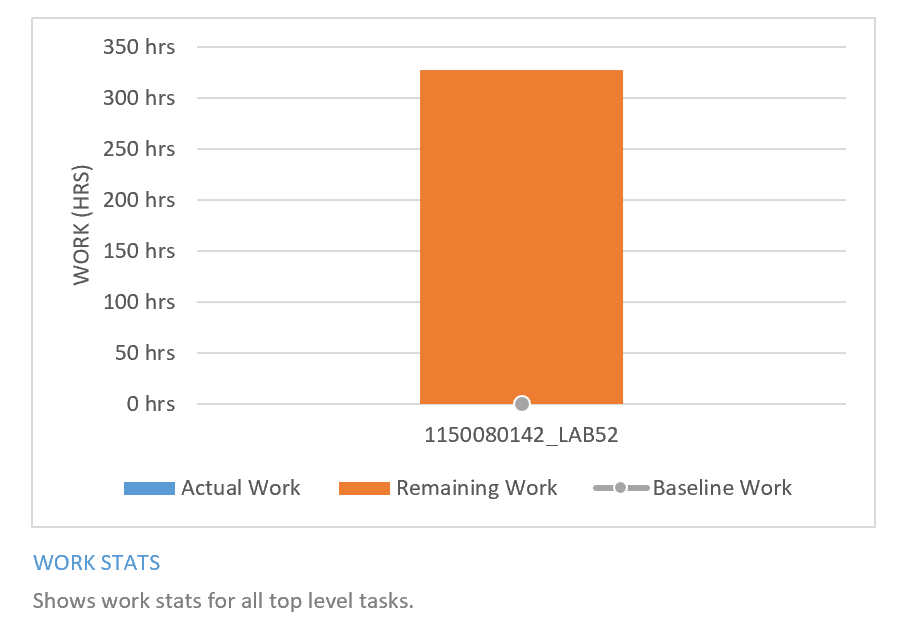 350 hrs
300 hrs
250 hrs
200 hrs
150 hrs
100 hrs
50 hrs
0 hrs
WORK (HRS)
1150080142_LAB52
Actual Work Remaining Work Baseline Work
WORK STATS
Shows work stats for all top level tasks.